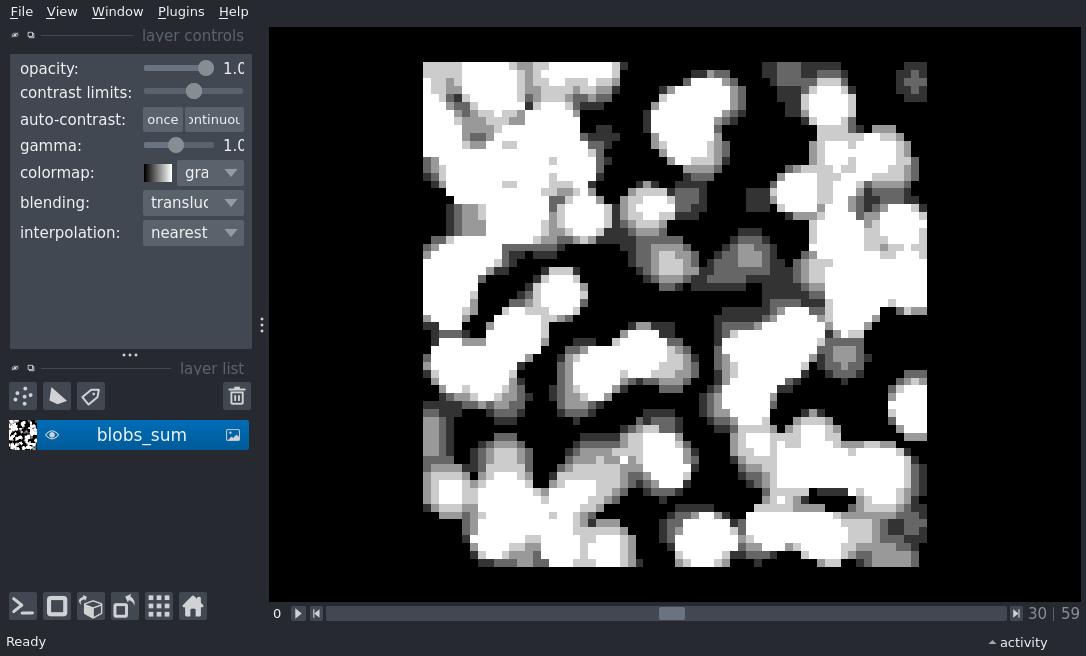 File View Window Plugins Help
layer controls
opacity: 1.0
contrast limits:
auto-contrast: once ontinuou
gamma: 1.0
colormap: gra
blending: transluc
interpolation: nearest
layer list
blobs_sum
0 30 | 59
Ready activity